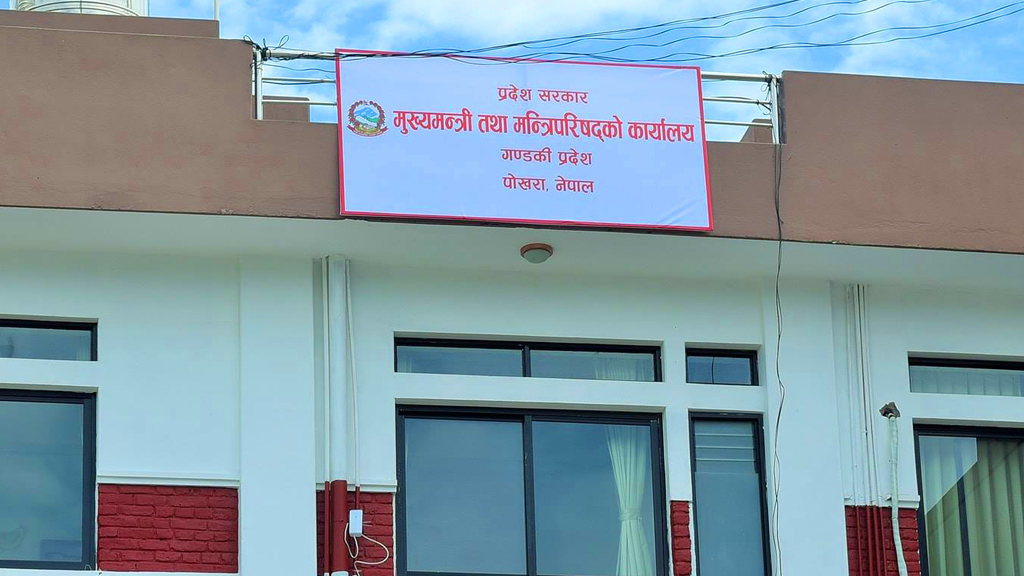 प्रदेश सरकार
मुख्यमन्त्री तथा मन्त्रिपरिषद्को कार्यालय
गण्डकी प्रदेश
पोखरा, नेपाल